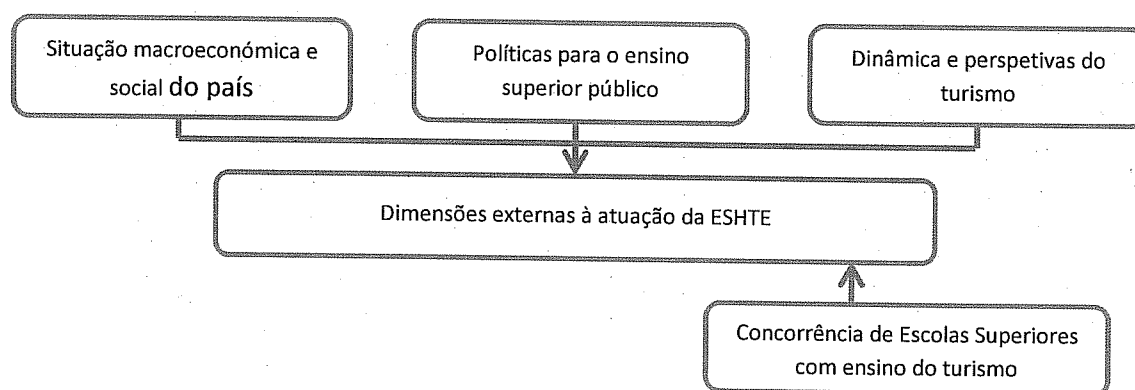 Situação macroeconómica e
social do país
Políticas para o ensino
superior público
Dinâmica e perspetivas do
turismo
Dimensões externas à atuação da ESHTE
Concorrência de Escolas Superiores
com ensino do turismo